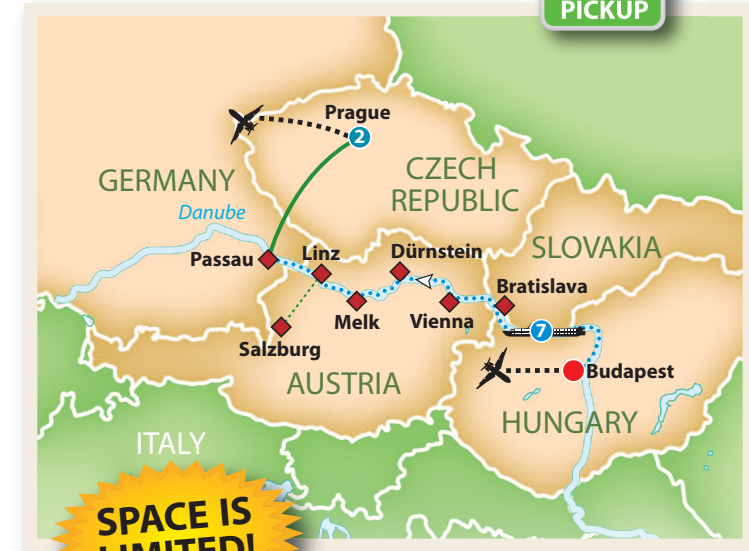 PICKUP
Prague
2
GERMANY
CZECH
REPUBLIC
Danube
SLOVAKIA
Passau
Linz
Dürnstein
Bratislava
Melk
Vienna
7
Salzburg
Budapest
AUSTRIA
HUNGARY
ITALY
SPACE IS
LIMITED!